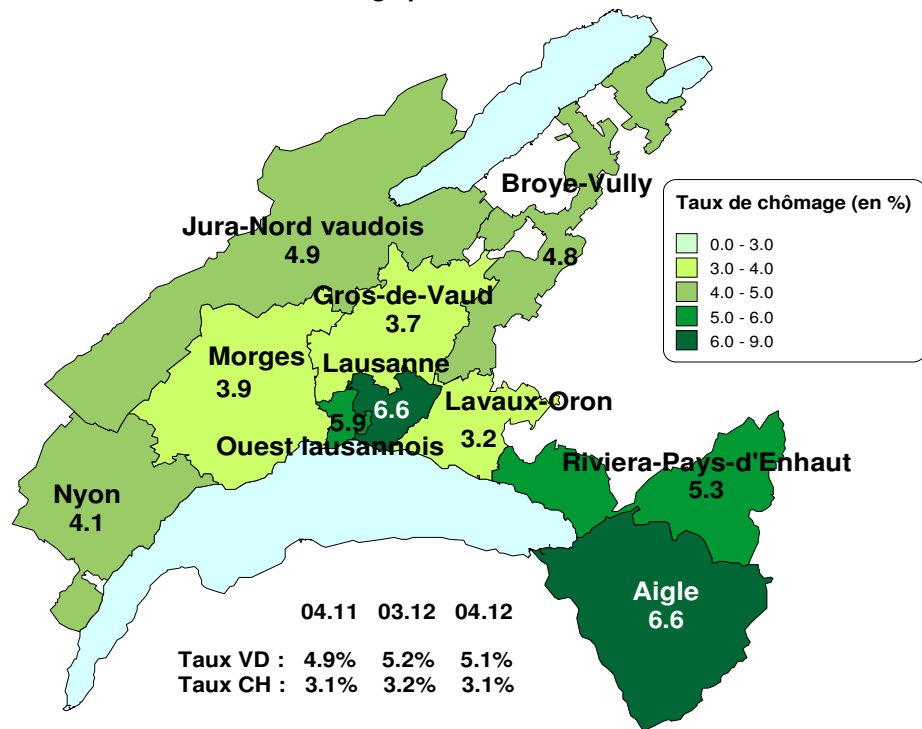 Broye-Vully
4.8
Jura-Nord vaudois
4.9
Gros-de-Vaud
3.7
Morges
3.9
Lausanne
6.6
5.9
Ouest lausannois
Lavaux-Oron
3.2
Riviera-Pays-d'Enhaut
5.3
Nyon
4.1
Aigle
6.6
Taux de chômage (en %)
0.0 - 3.0
3.0 - 4.0
4.0 - 5.0
5.0 - 6.0
6.0 - 9.0
04.11 03.12 04.12
Taux VD : 4.9% 5.2% 5.1%
Taux CH : 3.1% 3.2% 3.1%